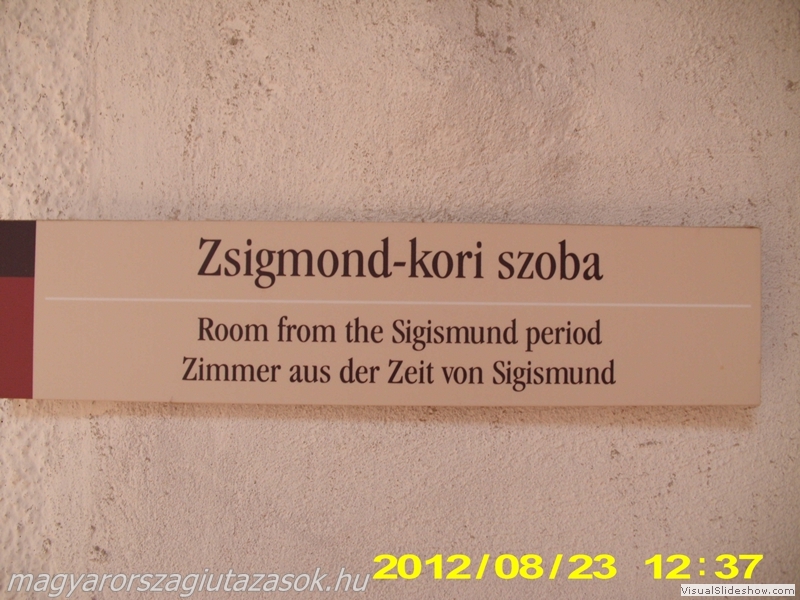 Zsigmond-kori szoba
Room from the Sigismund period
Zimmer aus der Zeit von Sigismund
2012/08/23 12:37
magyarorszagiutazasok.hu
VisualSlideshow.com